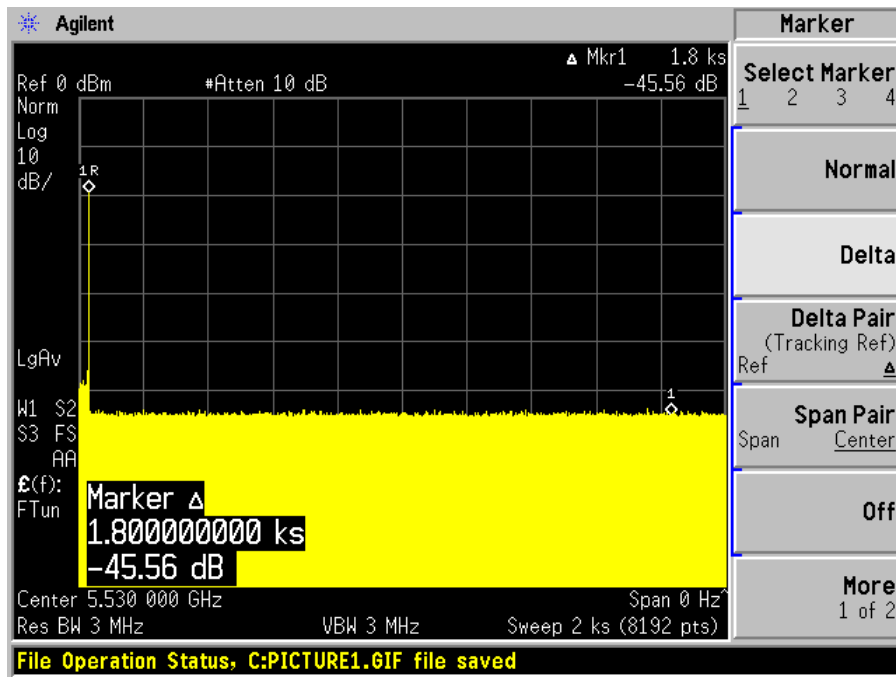 Agilent
Marker
Δ Mkr1 1.8 ks
Ref 0 dBm #Atten 10 dB -45.56 dB
Norm
Log
10
dB/
1R
LgAv
1
W1 S2
S3 FS
AA
£(f):
FTun
Marker Δ
1.800000000 ks
-45.56 dB
Center 5.530 000 GHz Span 0 Hz^
Res BW 3 MHz VBW 3 MHz Sweep 2 ks (8192 pts)
File Operation Status, C:PICTURE1.GIF file saved
Select Marker
1 2 3 4
Normal
Delta
Delta Pair
(Tracking Ref)
Ref Δ
Span Pair
Span Center
Off
More
1 of 2